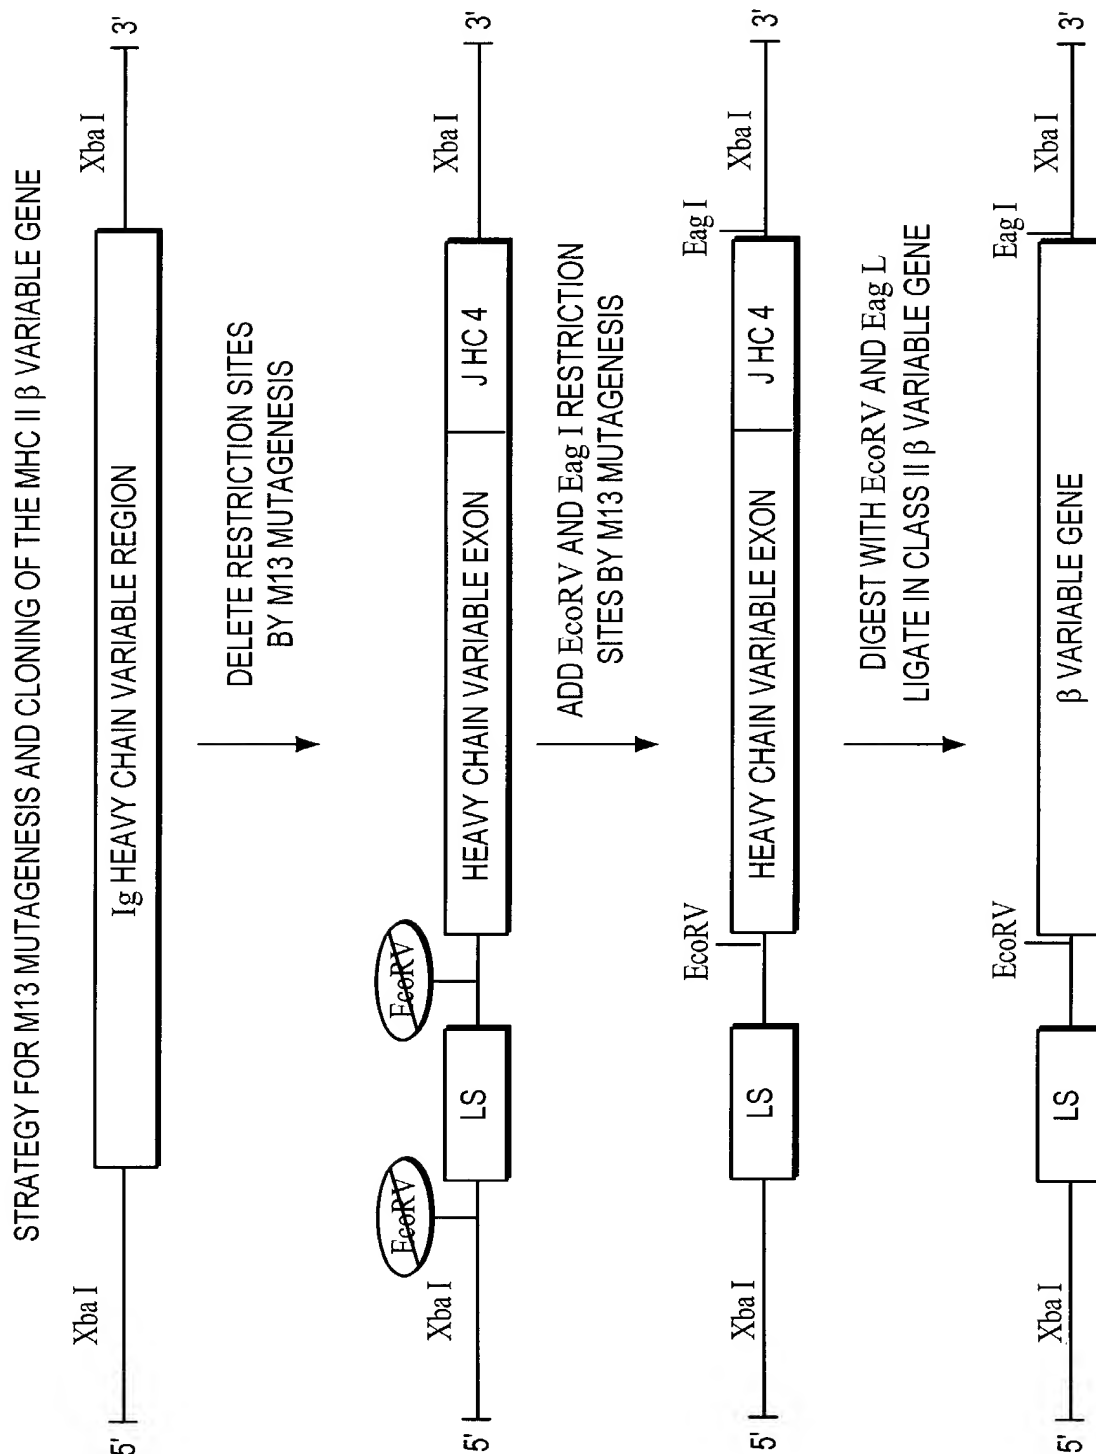 STRATEGY FOR M13 MUTAGENESIS AND CLONING OF THE MHC II β VARIABLE GENE
Xba I
Xba I
5'
Ig HEAVY CHAIN VARIABLE REGION
3'
DELETE RESTRICTION SITES
BY M13 MUTAGENESIS
EcoRV
EcoRV
Xba I
Xba I
5'
LS
HEAVY CHAIN VARIABLE EXON
J HC 4
3'
ADD EcoRV AND Eag I RESTRICTION
SITES BY M13 MUTAGENESIS
EcoRV
Eag I
Xba I
Xba I
5'
LS
HEAVY CHAIN VARIABLE EXON
J HC 4
3'
DIGEST WITH EcoRV AND Eag L
LIGATE IN CLASS II β VARIABLE GENE
EcoRV
Eag I
Xba I
Xba I
5'
LS
β VARIABLE GENE
3'